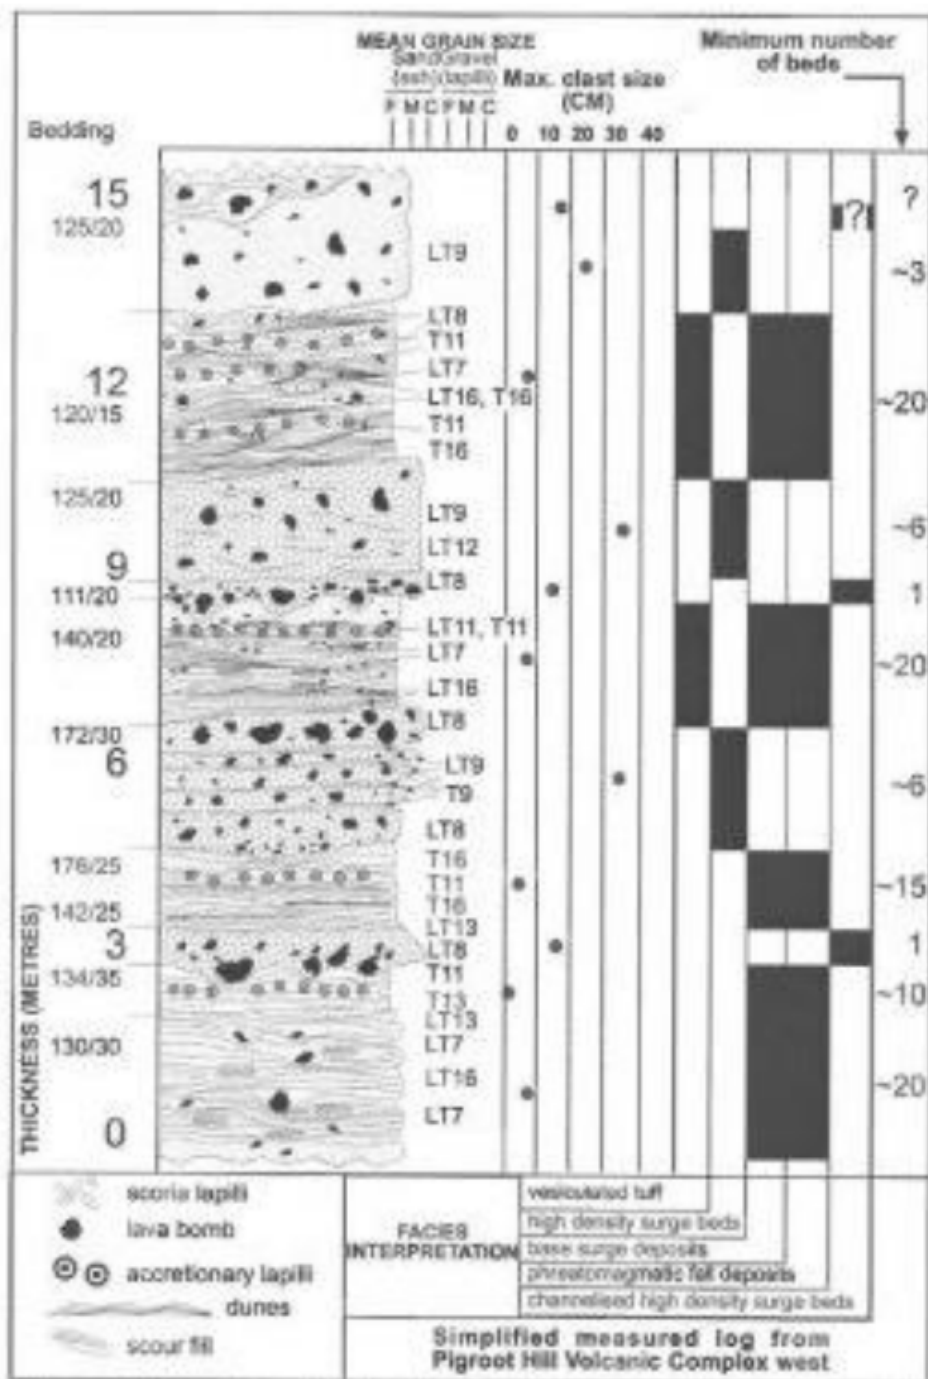 MEAN GRAIN SIZE
Sand Gravel
(ash) (lapilli)
F M C F M C
Max. clast size
(CM)
0 10 20 30 40
Minimum number
of beds
Bedding
15
125/20
LT9
?
?
~3
LT8
T11
LT7
12
LT16, T16
~20
120/15
T11
T16
125/20
LT9
~6
LT12
9
LT8
111/20
1
LT11, T11
140/20
LT7
~20
LT16
LT8
172/30
6
LT9
T9
~6
LT8
176/25
T16
T11
~15
142/25
T16
LT13
3
LT8
1
134/35
T11
T13
~10
LT13
130/30
LT7
LT16
~20
LT7
0
THICKNESS (METRES)
scoria lapilli
lava bomb
accretionary lapilli
dunes
scour fill
FACIES
INTERPRETATION
vesiculated tuff
high density surge beds
base surge deposits
phreatomagmatic fall deposits
channelised high density surge beds
Simplified measured log from
Pigroot Hill Volcanic Complex west